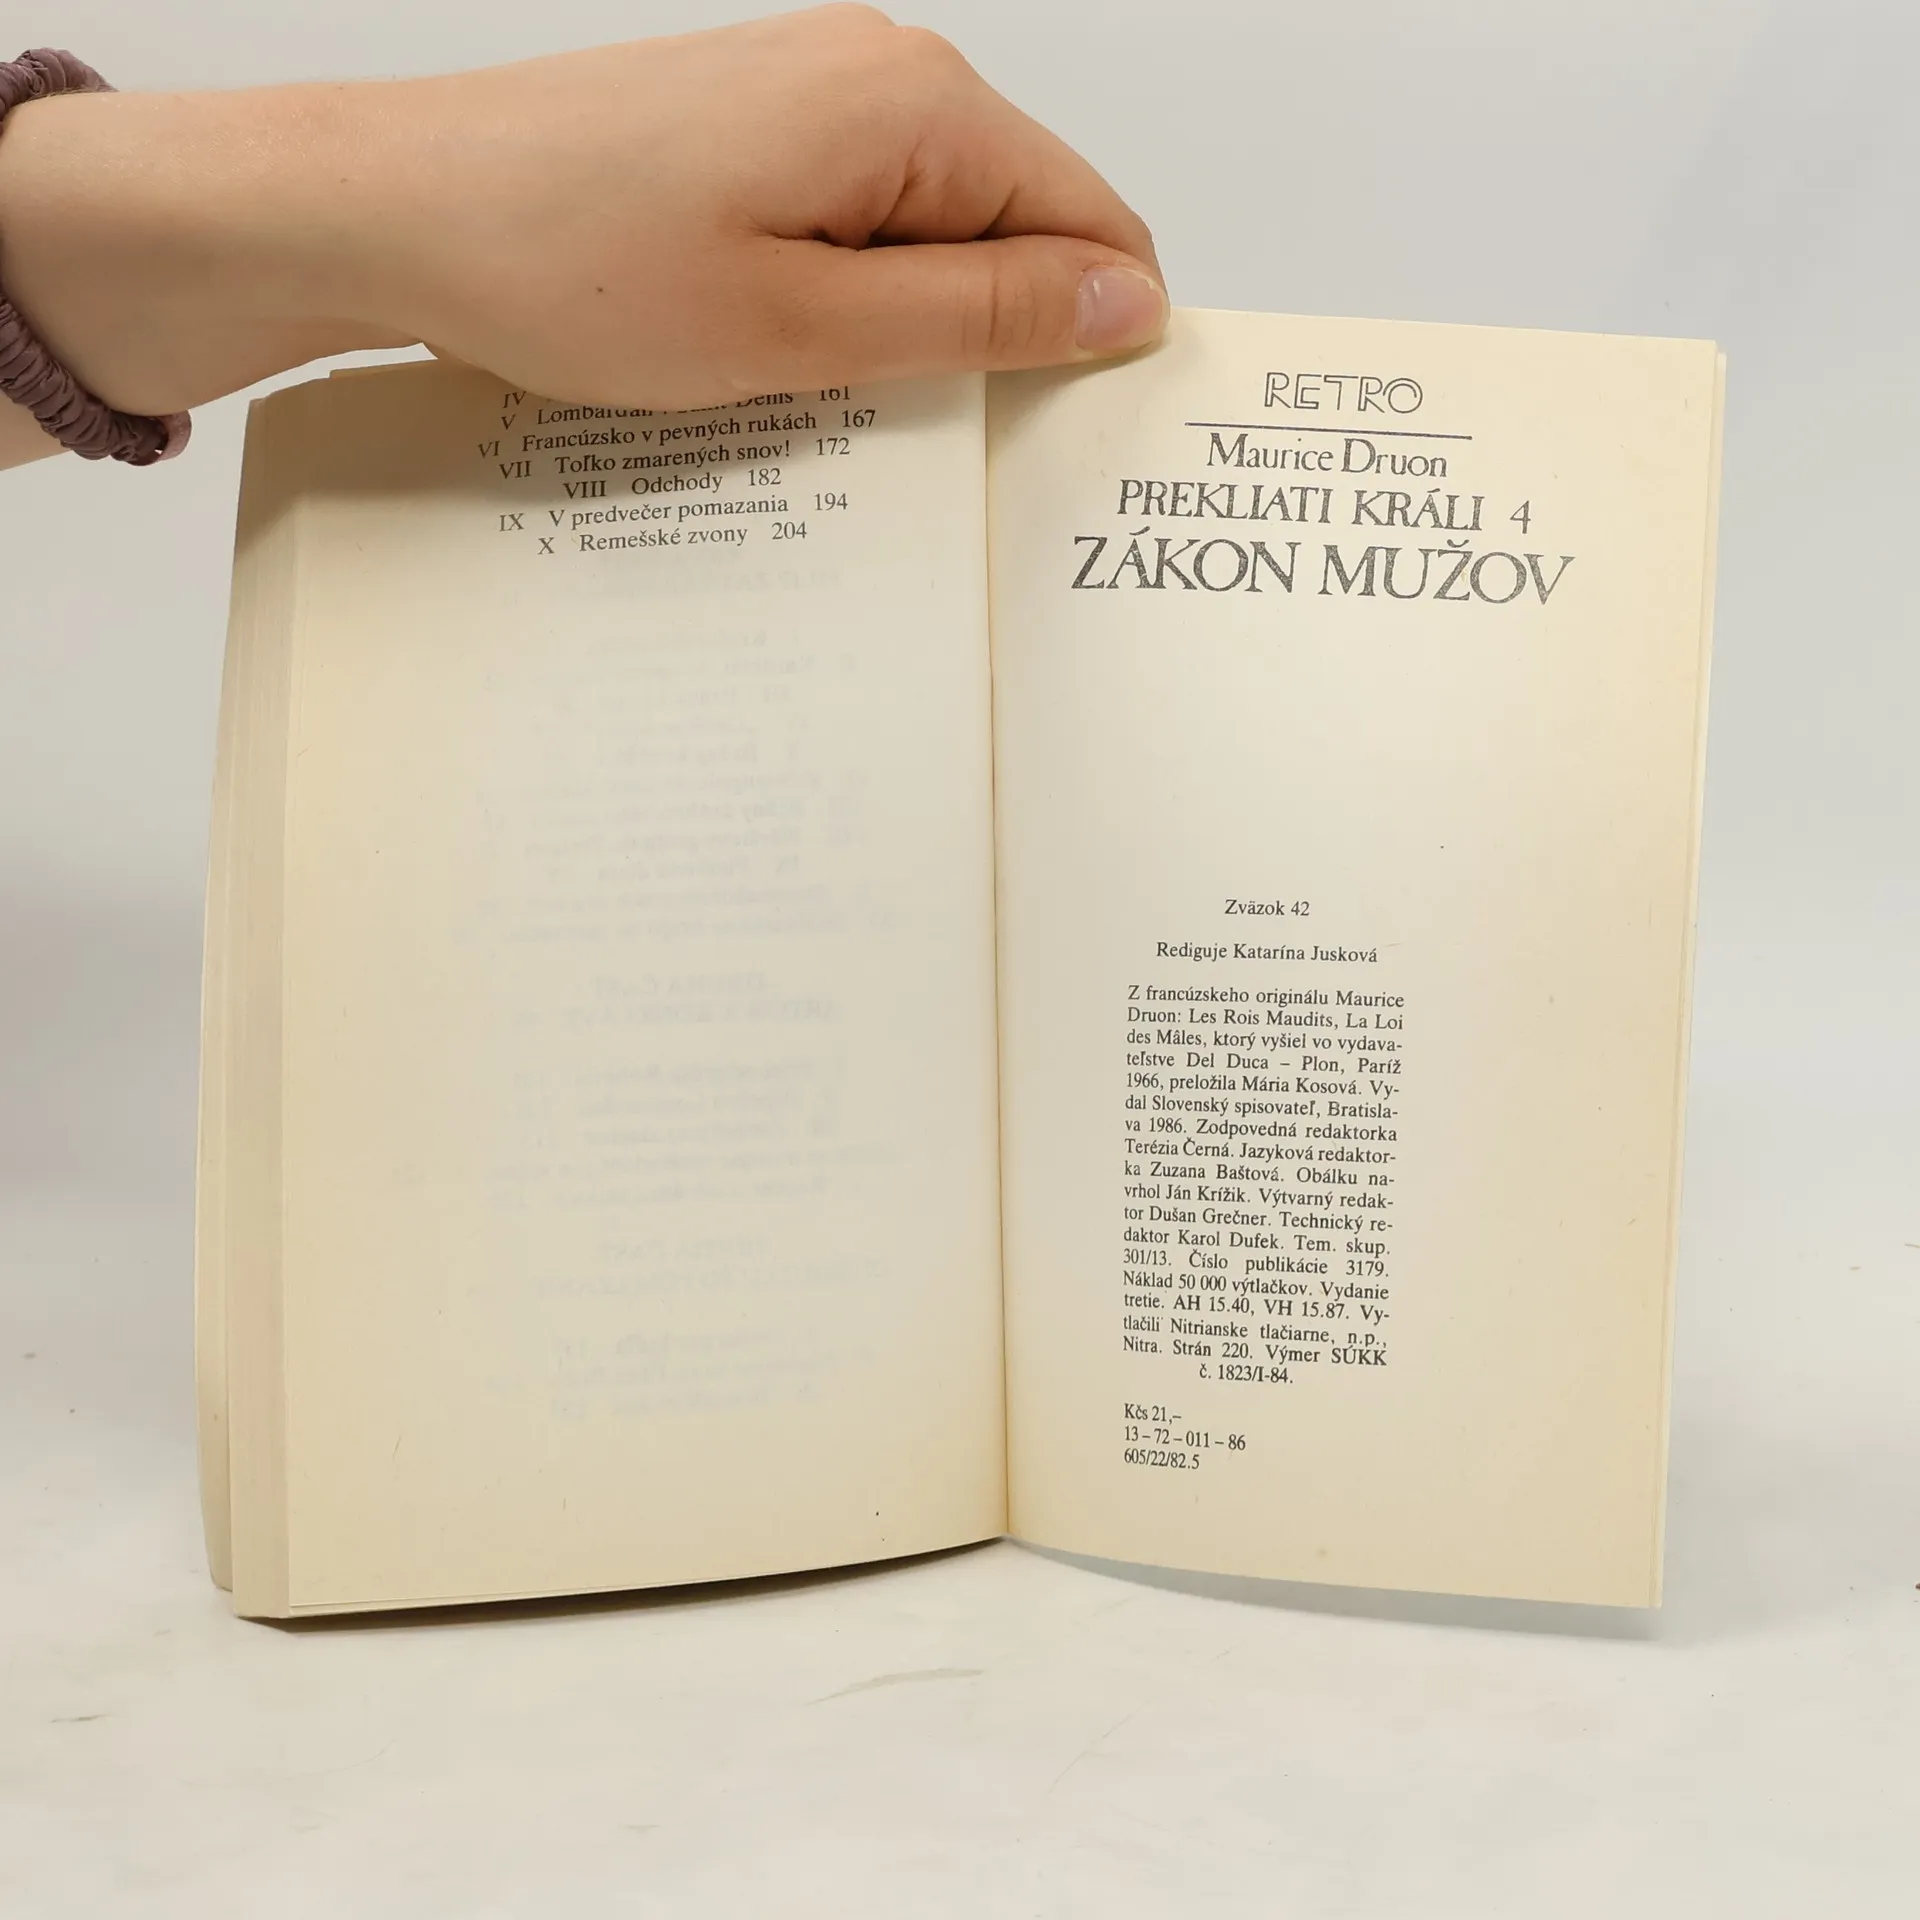 IV
V Lombarďan Saint Denis 161
VI Francúzsko v pevných rukách 167
VII Toľko zmarených snov! 172
VIII Odchody 182
IX V predvečer pomazania 194
X Remešské zvony 204
RETRO
Maurice Druon
PREKLIATI KRÁLI 4
ZÁKON MUŽOV
Zväzok 42
Rediguje Katarína Jusková
Z francúzskeho originálu Maurice
Druon: Les Rois Maudits, La Loi
des Mâles, ktorý vyšiel vo vydava-
teľstve Del Duca – Plon, Paríž
1966, preložila Mária Kosová. Vy-
dal Slovenský spisovateľ, Bratisla-
va 1986. Zodpovedná redaktorka
Terézia Černá. Jazyková redaktor-
ka Zuzana Baštová. Obálku na-
vrhol Ján Krížik. Výtvarný redak-
tor Dušan Grečner. Technický re-
daktor Karol Dufek. Tem. skup.
301/13. Číslo publikácie 3179.
Náklad 50 000 výtlačkov. Vydanie
tretie. AH 15.40, VH 15.87. Vy-
tlačili Nitrianske tlačiarne, n.p.,
Nitra. Strán 220. Výmer SÚKK
č. 1823/I-84.
Kčs 21,–
13 – 72 – 011 – 86
605/22/82.5